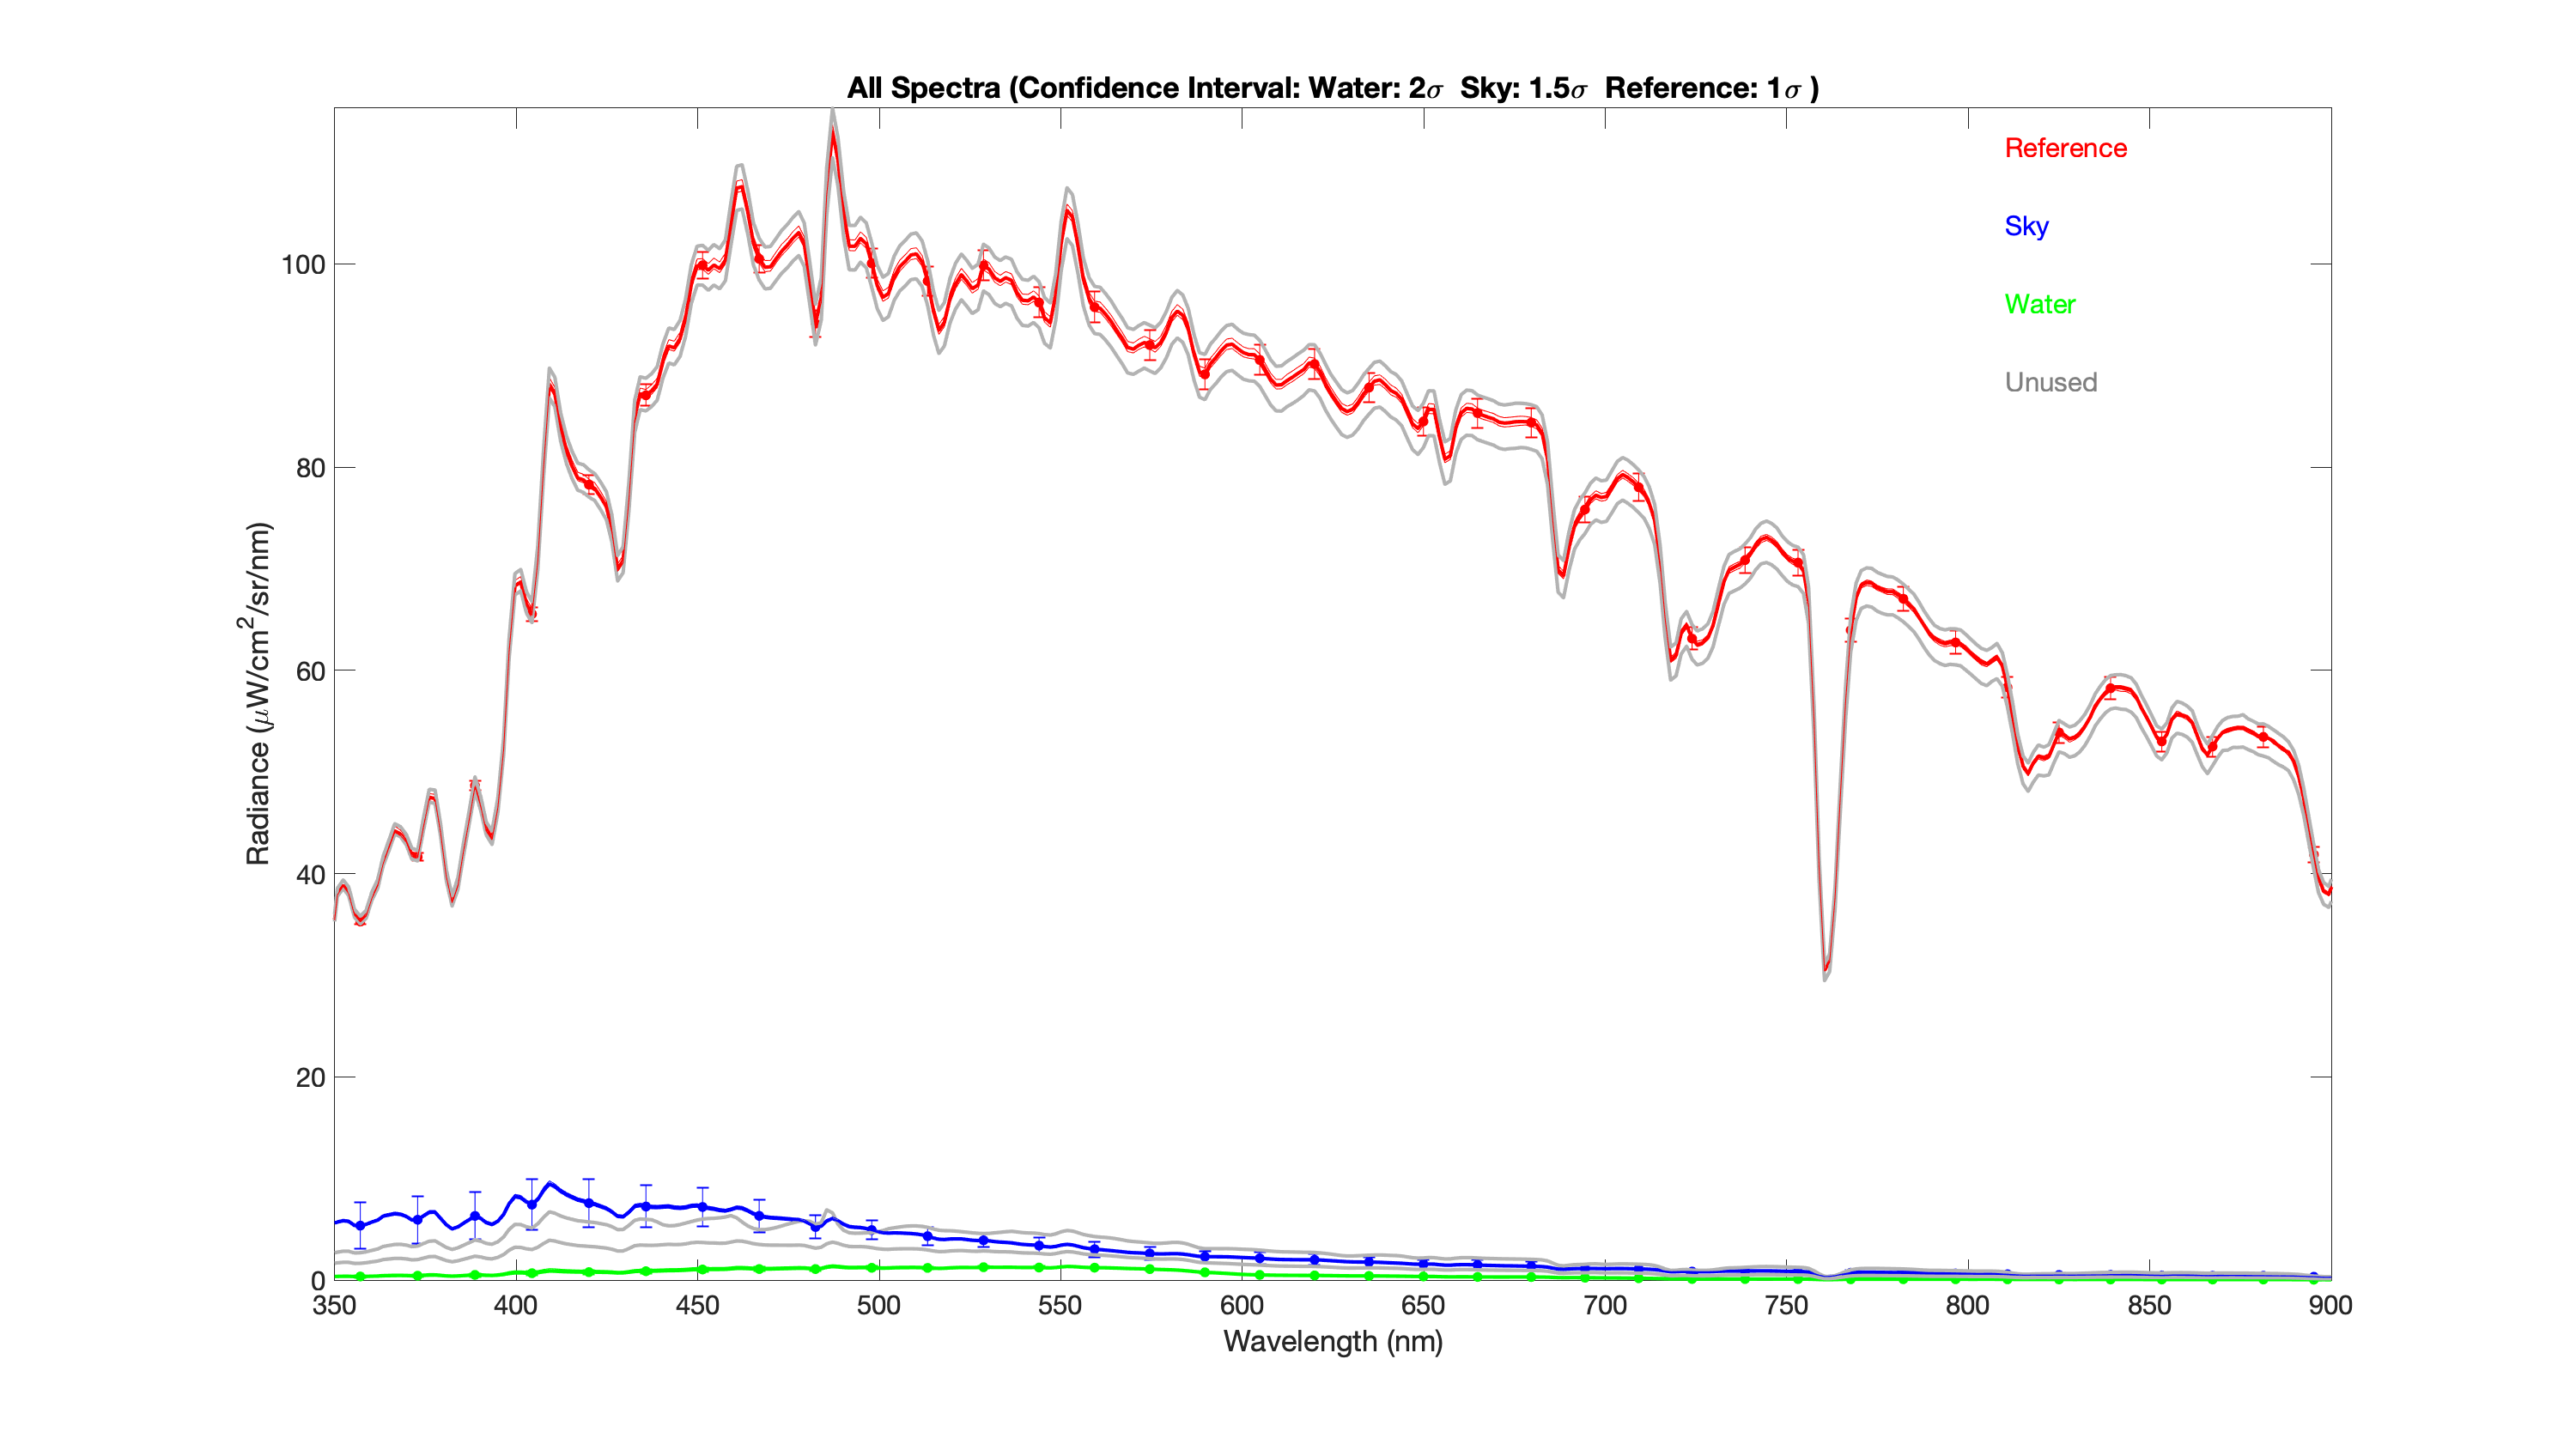 All Spectra (Confidence Interval: Water: 2σ Sky: 1.5σ Reference: 1σ )
Reference
Sky
Water
Unused
Radiance (μW/cm²/sr/nm)
100
80
60
40
20
0
350 400 450 500 550 600 650 700 750 800 850 900
Wavelength (nm)